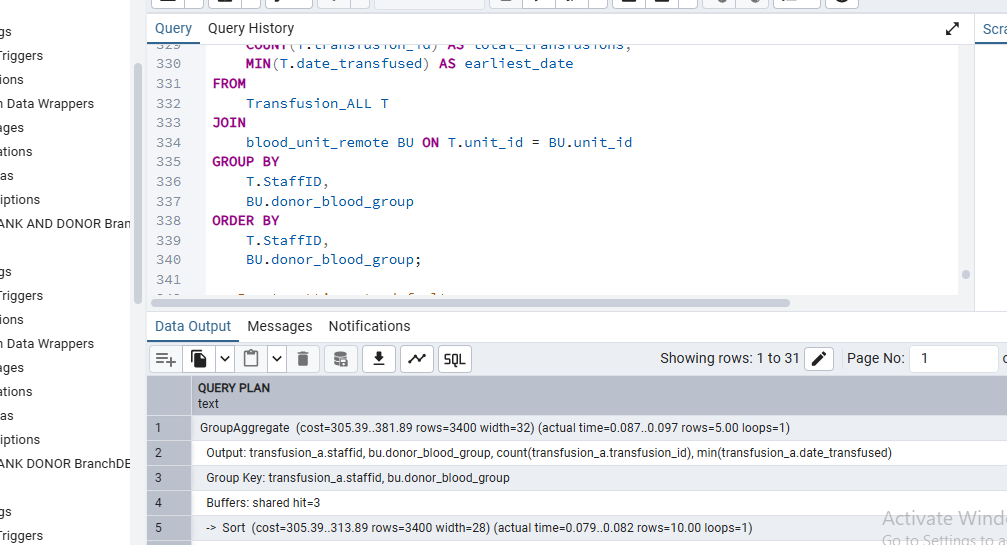 gs
Triggers
ions
n Data Wrappers
ages
ations
as
iptions
ANK AND DONOR Bran
gs
Triggers
ions
n Data Wrappers
ages
ations
as
iptions
ANK DONOR BranchDB
gs
Triggers
Query Query History
Scra
329 COUNT(T.transfusion_id) AS total_transfusions,
330 MIN(T.date_transfused) AS earliest_date
331 FROM
332 Transfusion_ALL T
333 JOIN
334 blood_unit_remote BU ON T.unit_id = BU.unit_id
335 GROUP BY
336 T.StaffID,
337 BU.donor_blood_group
338 ORDER BY
339 T.StaffID,
340 BU.donor_blood_group;
341
Data Output Messages Notifications
SQL
Showing rows: 1 to 31
Page No: 1
QUERY PLAN
text
1 GroupAggregate (cost=305.39..381.89 rows=3400 width=32) (actual time=0.087..0.097 rows=5.00 loops=1)
2 Output: transfusion_a.staffid, bu.donor_blood_group, count(transfusion_a.transfusion_id), min(transfusion_a.date_transfused)
3 Group Key: transfusion_a.staffid, bu.donor_blood_group
4 Buffers: shared hit=3
5 -> Sort (cost=305.39..313.89 rows=3400 width=28) (actual time=0.079..0.082 rows=10.00 loops=1)
Activate Wind
Go to Settings to a